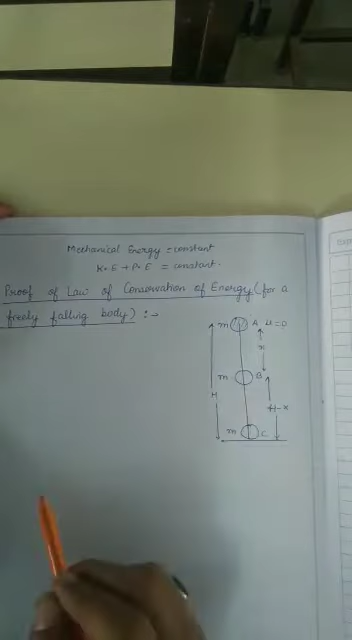 Mechanical Energy = constant
K.E + P.E = constant.
Proof of Law of Conservation of Energy (for a
freely falling body) :-
m A u=0
x
m B
H
H-x
m C